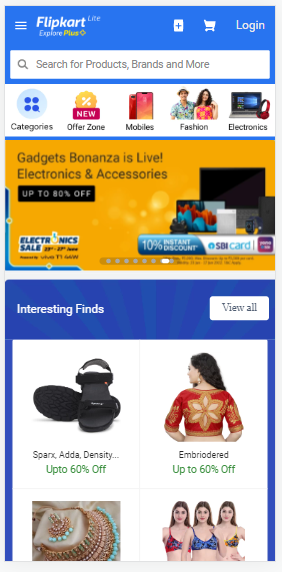 Flipkart Lite
Explore Plus
Login
Search for Products, Brands and More
NEW
Categories
Offer Zone
Mobiles
Fashion
Electronics
Gadgets Bonanza is Live!
Electronics & Accessories
UP TO 80% OFF
ELECTRONICS
SALE
10% INSTANT DISCOUNT
SBI card
Interesting Finds
View all
Sparx, Adda, Density...
Embriodered
Upto 60% Off
Up to 60% Off